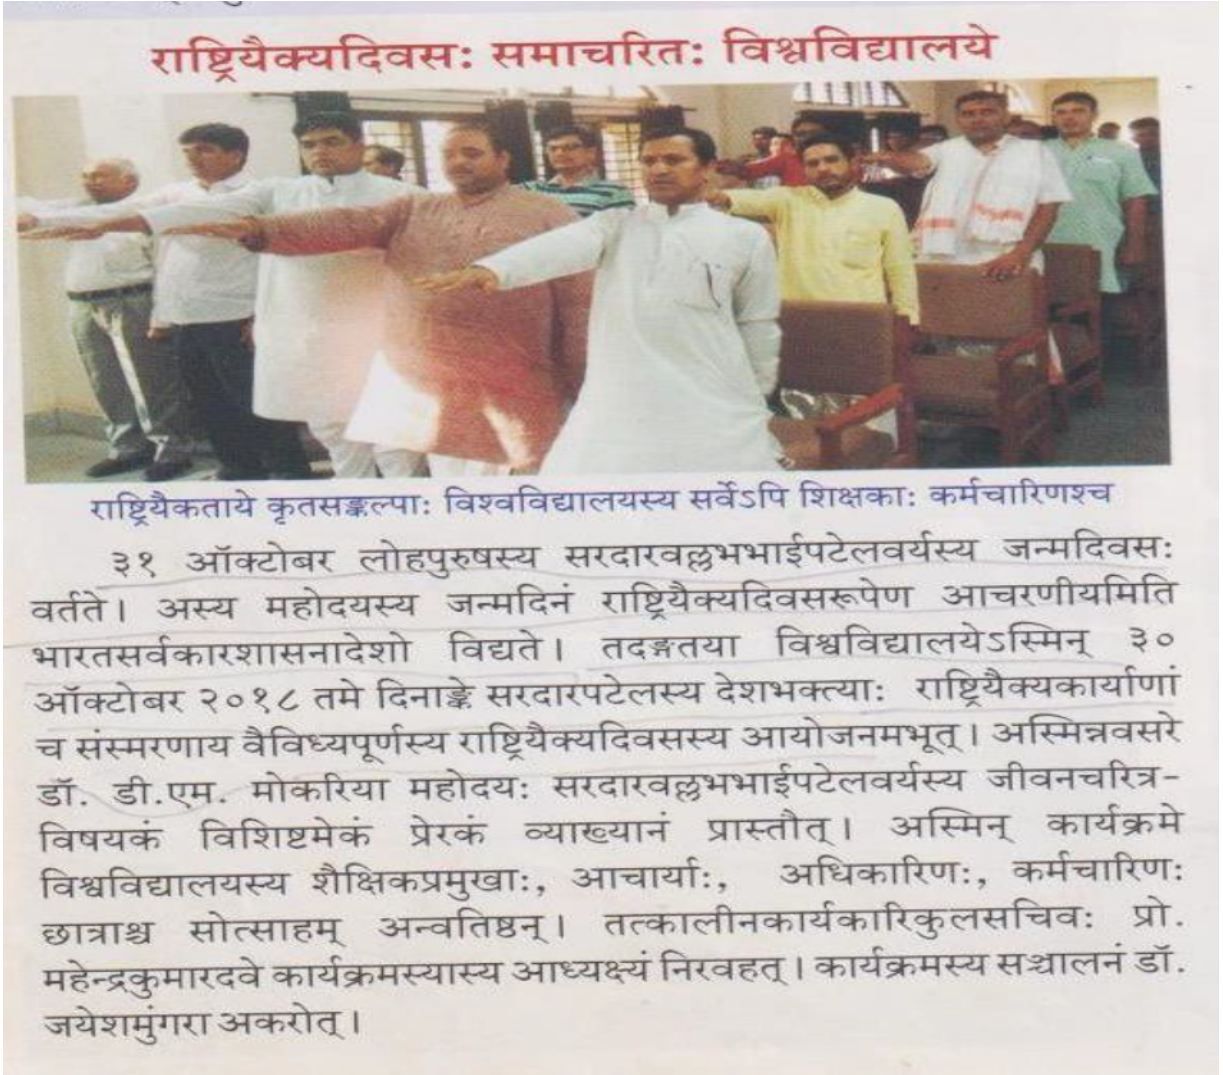 राष्ट्रियैक्यदिवसः समाचरितः विश्वविद्यालये
राष्ट्रियैकताये कृतसङ्कल्पाः विश्वविद्यालयस्य सर्वेऽपि शिक्षकाः कर्मचारिणश्च
३१ ऑक्टोबर लोहपुरुषस्य सरदारवल्लभभाईपटेलवर्यस्य जन्मदिवसः
वर्तते। अस्य महोदयस्य जन्मदिनं राष्ट्रियैक्यदिवसरूपेण आचरणीयमिति
भारतसर्वकारशासनादेशो विद्यते। तदङ्गतया विश्वविद्यालयेऽस्मिन् ३०
ऑक्टोबर २०१८ तमे दिनाङ्के सरदारपटेलस्य देशभक्त्याः राष्ट्रियैक्यकार्याणां
च संस्मरणाय वैविध्यपूर्णस्य राष्ट्रियैक्यदिवसस्य आयोजनमभूत्। अस्मिन्नवसरे
डॉ. डी.एम. मोकरिया महोदयः सरदारवल्लभभाईपटेलवर्यस्य जीवनचरित्र-
विषयकं विशिष्टमेकं प्रेरकं व्याख्यानं प्रास्तौत्। अस्मिन् कार्यक्रमे
विश्वविद्यालयस्य शैक्षिकप्रमुखाः, आचार्याः, अधिकारिणः, कर्मचारिणः
छात्राश्च सोत्साहम् अन्वतिष्ठन्। तत्कालीनकार्यकारिकुलसचिवः प्रो.
महेन्द्रकुमारदवे कार्यक्रमस्यास्य आध्यक्ष्यं निरवहत्। कार्यक्रमस्य सञ्चालनं डॉ.
जयेशमुंगरा अकरोत्।